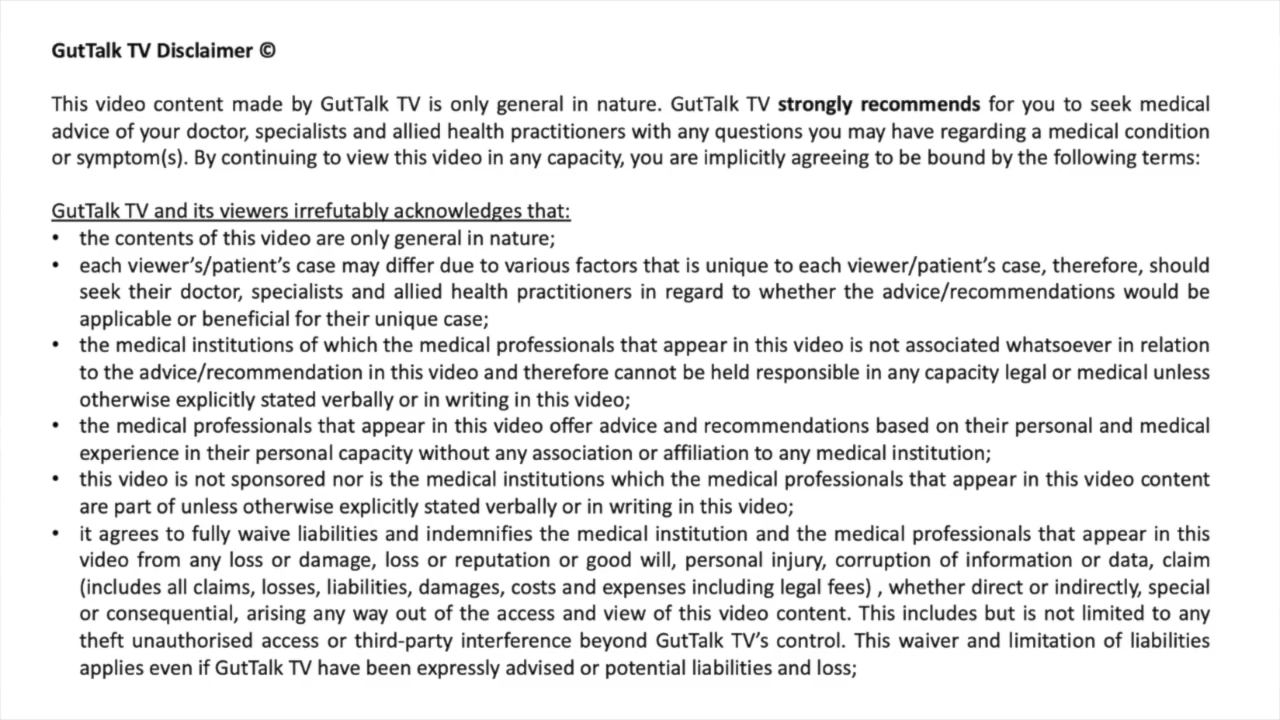 GutTalk TV Disclaimer ©
This video content made by GutTalk TV is only general in nature. GutTalk TV strongly recommends for you to seek medical
advice of your doctor, specialists and allied health practitioners with any questions you may have regarding a medical condition
or symptom(s). By continuing to view this video in any capacity, you are implicitly agreeing to be bound by the following terms:
GutTalk TV and its viewers irrefutably acknowledges that:
• the contents of this video are only general in nature;
• each viewer’s/patient’s case may differ due to various factors that is unique to each viewer/patient’s case, therefore, should
seek their doctor, specialists and allied health practitioners in regard to whether the advice/recommendations would be
applicable or beneficial for their unique case;
• the medical institutions of which the medical professionals that appear in this video is not associated whatsoever in relation
to the advice/recommendation in this video and therefore cannot be held responsible in any capacity legal or medical unless
otherwise explicitly stated verbally or in writing in this video;
• the medical professionals that appear in this video offer advice and recommendations based on their personal and medical
experience in their personal capacity without any association or affiliation to any medical institution;
• this video is not sponsored nor is the medical institutions which the medical professionals that appear in this video content
are part of unless otherwise explicitly stated verbally or in writing in this video;
• it agrees to fully waive liabilities and indemnifies the medical institution and the medical professionals that appear in this
video from any loss or damage, loss or reputation or good will, personal injury, corruption of information or data, claim
(includes all claims, losses, liabilities, damages, costs and expenses including legal fees) , whether direct or indirectly, special
or consequential, arising any way out of the access and view of this video content. This includes but is not limited to any
theft unauthorised access or third-party interference beyond GutTalk TV’s control. This waiver and limitation of liabilities
applies even if GutTalk TV have been expressly advised or potential liabilities and loss;